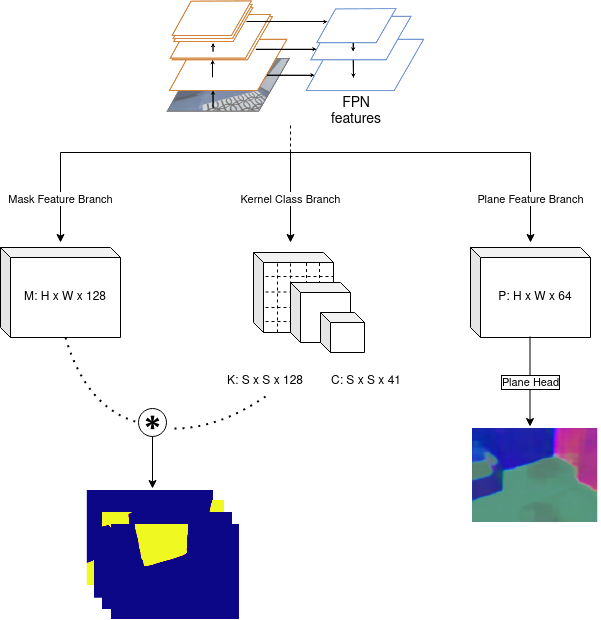 FPN
features
Mask Feature Branch
Kernel Class Branch
Plane Feature Branch
M: H x W x 128
P: H x W x 64
K: S x S x 128
C: S x S x 41
Plane Head
*